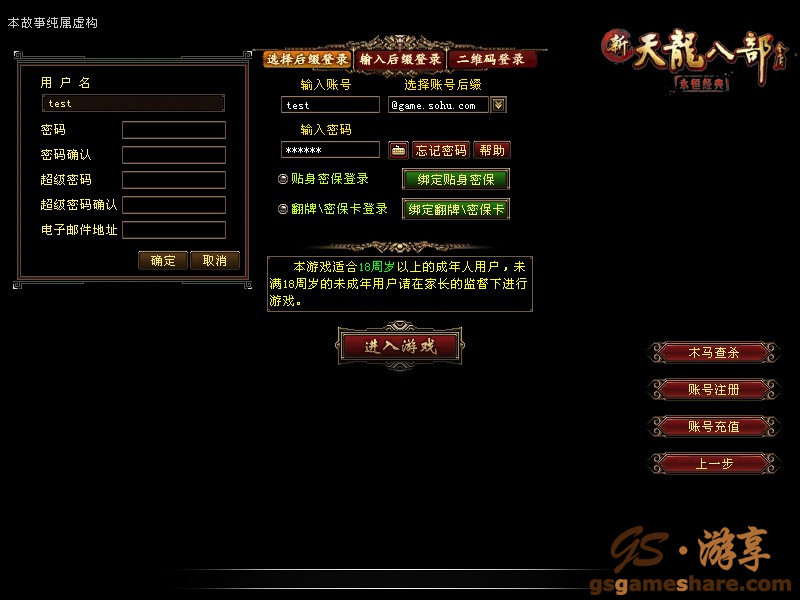 本故事纯属虚构
用 户 名
test
密码
密码确认
超级密码
超级密码确认
电子邮件地址
确定 取消
选择后缀登录 输入后缀登录 二维码登录
输入账号 选择账号后缀
test @game.sohu.com
输入密码
****** 忘记密码 帮助
贴身密保登录 绑定贴身密保
翻牌\密保卡登录 绑定翻牌\密保卡
本游戏适合18周岁以上的成年人用户，未
满18周岁的未成年用户请在家长的监督下进行
游戏。
进入游戏
新天龍八部
永恒经典
木马查杀
账号注册
账号充值
上一步
GS·游享
gsgameshare.com